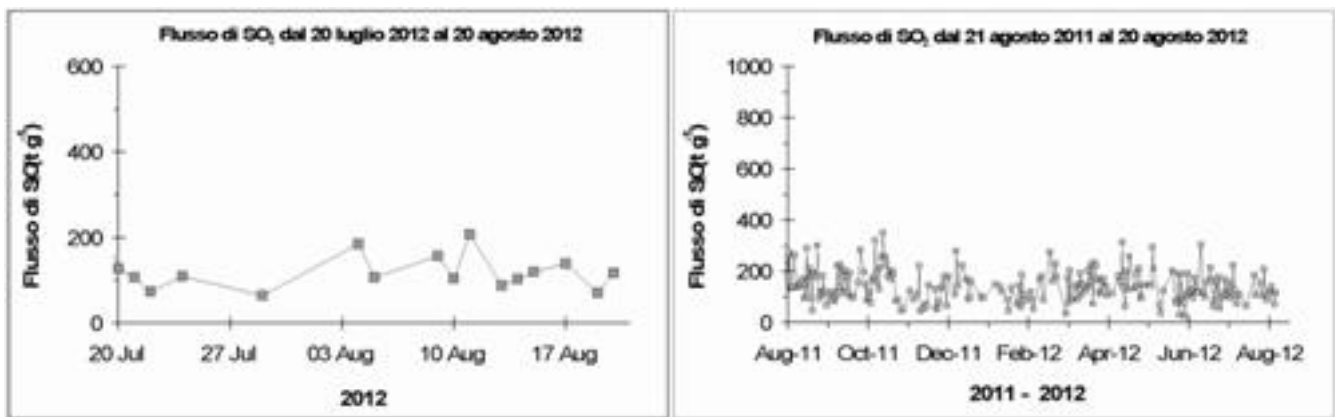 Flusso di SO₂ dal 20 luglio 2012 al 20 agosto 2012
600
400
200
0
Flusso di SO₂(t g⁻¹)
20 Jul 27 Jul 03 Aug 10 Aug 17 Aug
2012
Flusso di SO₂ dal 21 agosto 2011 al 20 agosto 2012
1000
800
600
400
200
0
Flusso di SO₂(t g⁻¹)
Aug-11 Oct-11 Dec-11 Feb-12 Apr-12 Jun-12 Aug-12
2011 - 2012